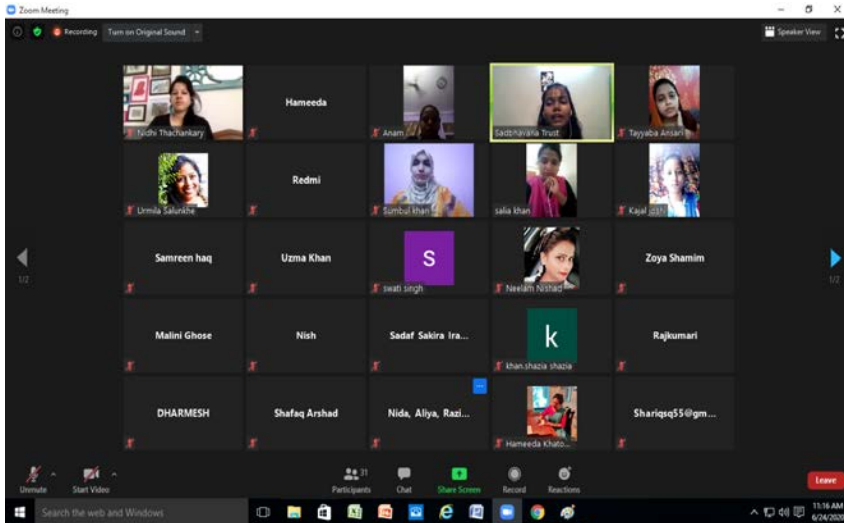 Zoom Meeting
Recording Turn on Original Sound
Speaker View
Nidhi Thachankary
Hameeda
Anam
Sadbhavana Trust
Tayyaba Ansari
Urmila Salunkhe
Redmi
Sumbul khan
salia khan
Kajal joshi
Samreen haq
Uzma Khan
S
swati singh
Neelam Nishad
Zoya Shamim
1/2
1/2
Malini Ghose
Nish
Sadaf Sakira Ira...
k
khan.shazia shazia
Rajkumari
DHARMESH
Shafaq Arshad
Nida, Aliya, Razi...
Hameeda Khato...
Shariqsq55@gm...
Unmute
Start Video
Participants
31
Chat
Share Screen
Record
Reactions
Leave
Search the web and Windows
11:16 AM
6/24/2020